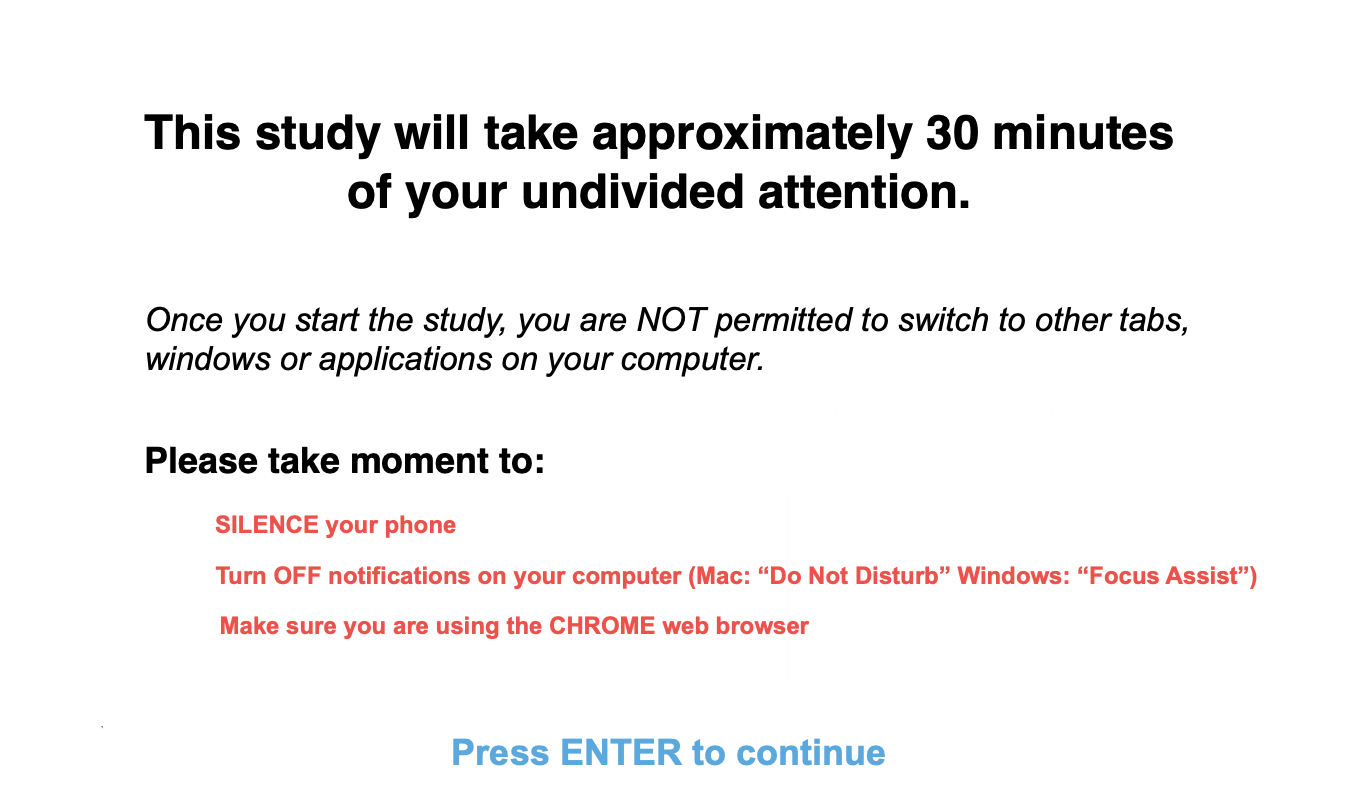 This study will take approximately 30 minutes
of your undivided attention.
Once you start the study, you are NOT permitted to switch to other tabs,
windows or applications on your computer.
Please take moment to:
SILENCE your phone
Turn OFF notifications on your computer (Mac: “Do Not Disturb” Windows: “Focus Assist”)
Make sure you are using the CHROME web browser
Press ENTER to continue